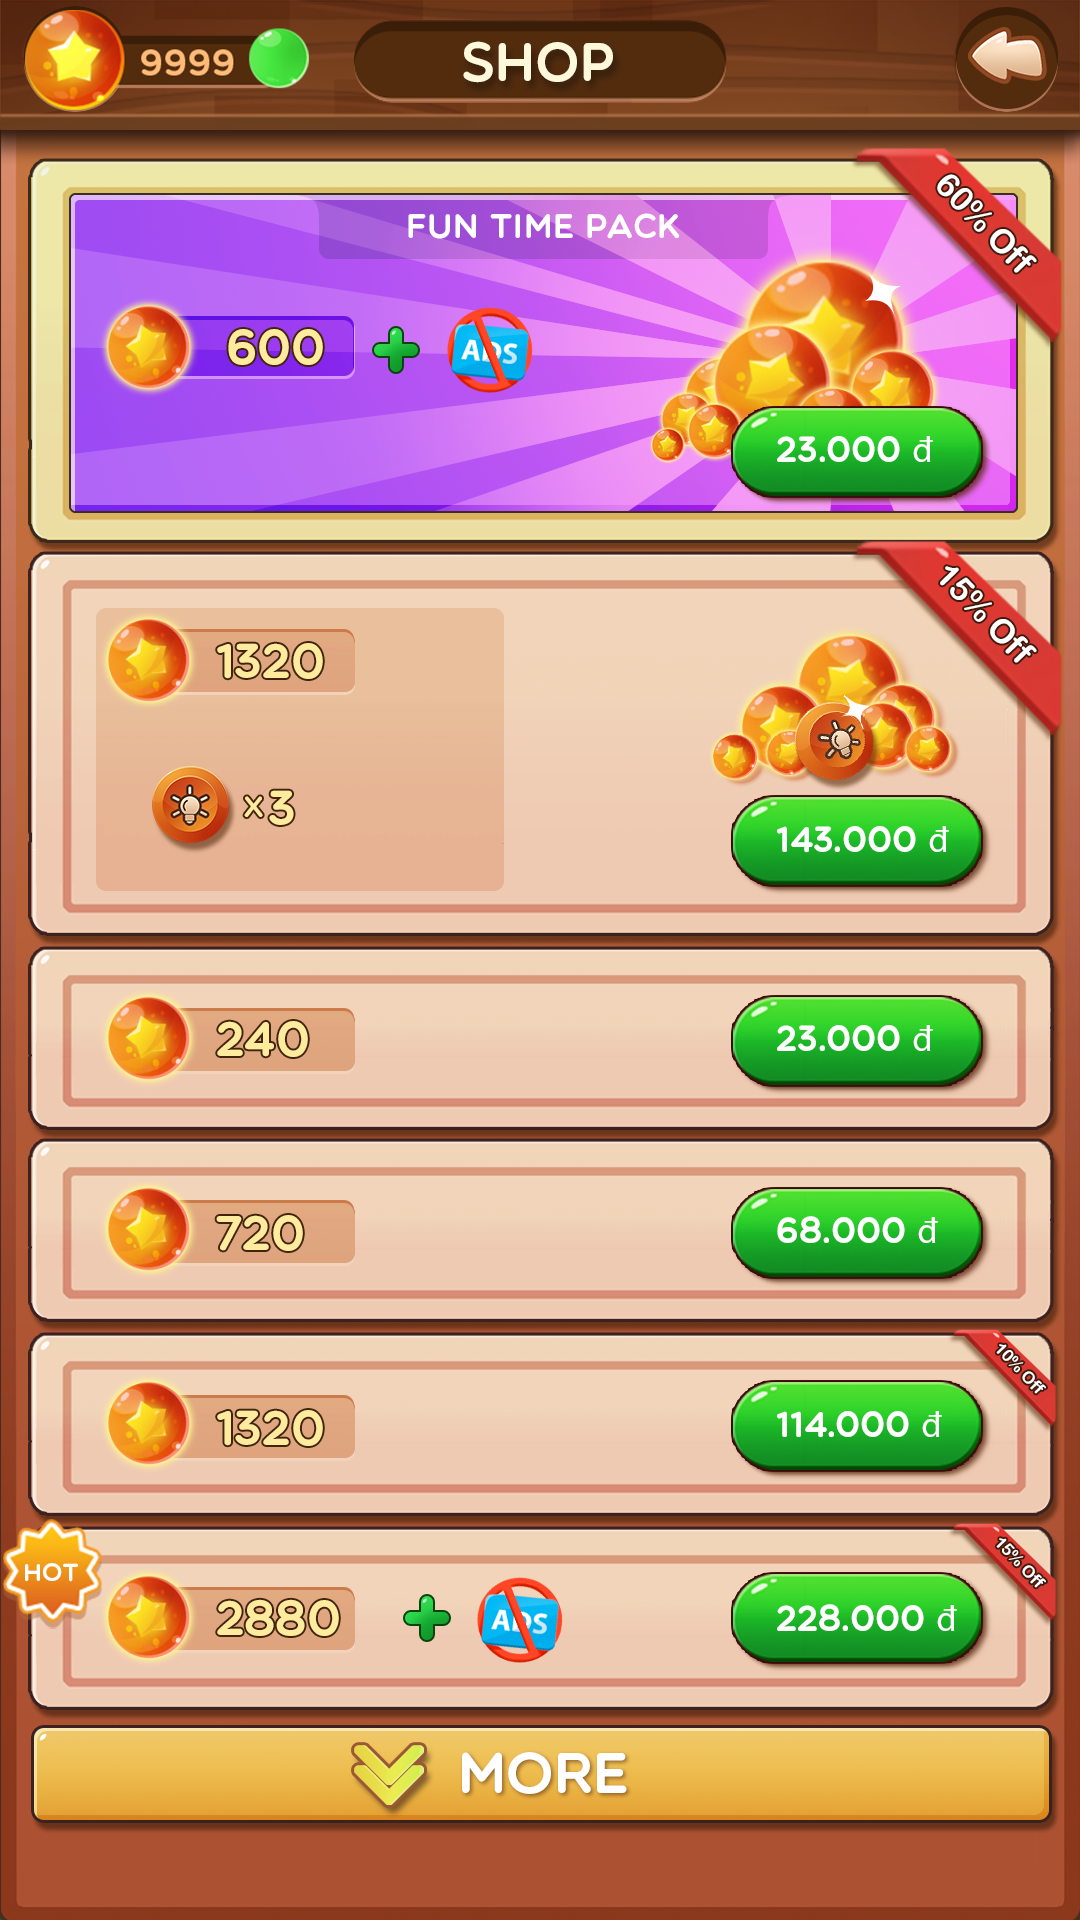 9999
SHOP
60% Off
FUN TIME PACK
600
ADS
23.000 đ
15% Off
1320
×3
143.000 đ
240
23.000 đ
720
68.000 đ
10% Off
1320
114.000 đ
HOT
15% Off
2880
ADS
228.000 đ
MORE